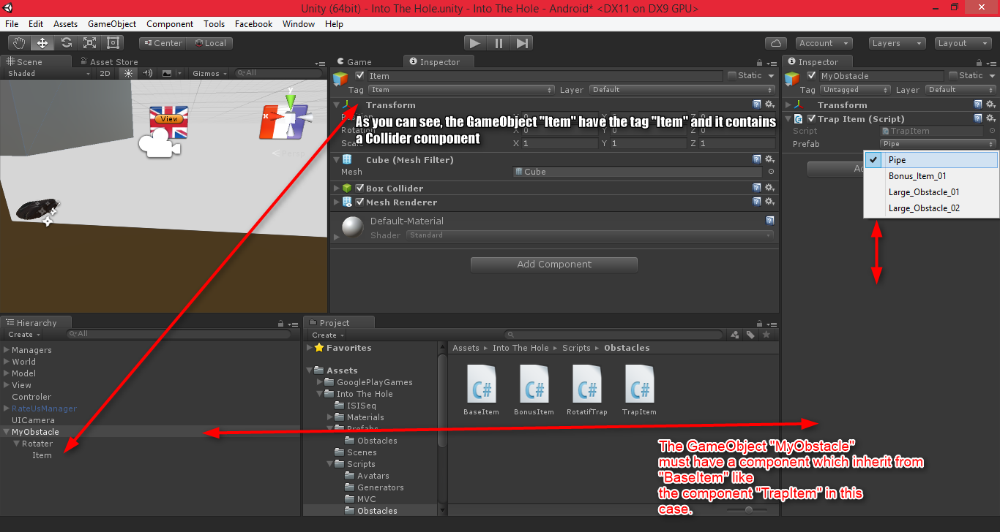 Unity (64bit) - Into The Hole.unity - Into The Hole - Android* <DX11 on DX9 GPU>
File Edit Assets GameObject Component Tools Facebook Window Help
Center Local Account Layers Layout
Scene Asset Store
Shaded 2D Gizmos All
View
x
y
Persp
Game Inspector
Item Static
Tag Item Layer Default
Transform
Position X 0 Y 0 Z 0
Rotation X 0 Y 0 Z 0
Scale X 1 Y 1 Z 1
As you can see, the GameObject "Item" have the tag "Item" and it contains
a Collider component
Cube (Mesh Filter)
Mesh Cube
Box Collider
Mesh Renderer
Default-Material
Shader Standard
Add Component
Inspector
MyObstacle Static
Tag Untagged Layer Default
Transform
Trap Item (Script)
Script TrapItem
Prefab Pipe
Pipe
Bonus_Item_01
Large_Obstacle_01
Large_Obstacle_02
Hierarchy
Create All
Managers
World
Model
View
Controler
RateUsManager
UICamera
MyObstacle
Rotater
Item
Project
Create
Favorites
Assets
GooglePlayGames
Into The Hole
ISISeq
Materials
Prefabs
Obstacles
Scenes
Scripts
Avatars
Generators
MVC
Obstacles
Assets Into The Hole Scripts Obstacles
C# C# C# C#
BaseItem BonusItem RotatifTrap TrapItem
The GameObject "MyObstacle"
must have a component which inherit from
"BaseItem" like
the component "TrapItem" in this
case.